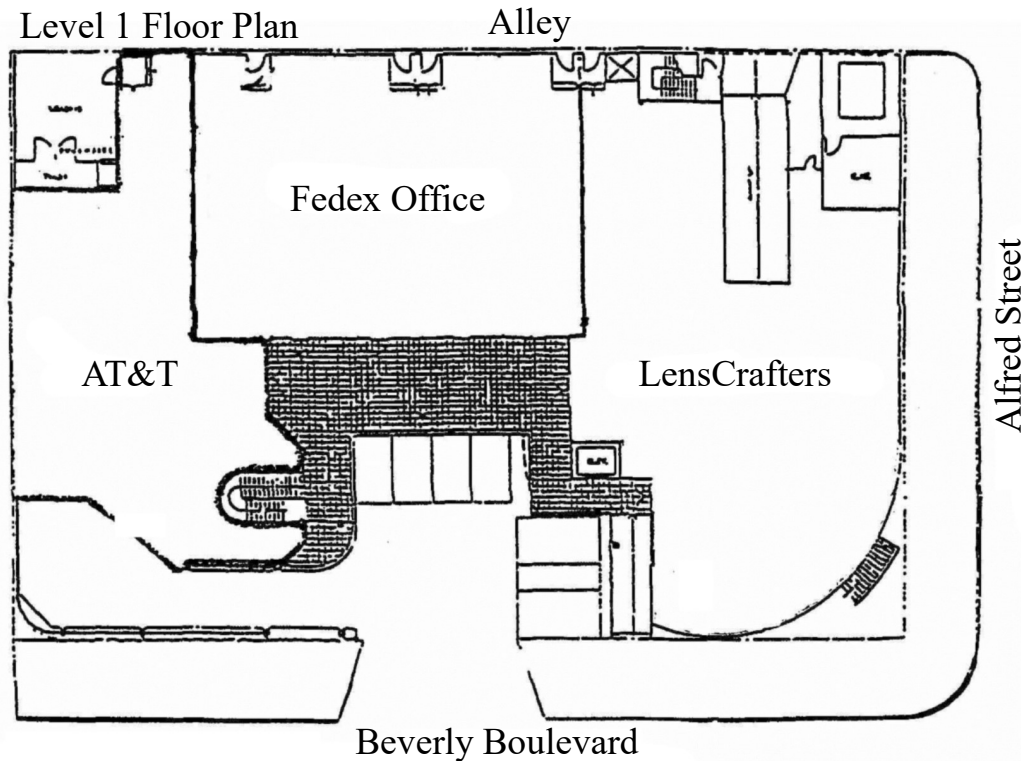 Level 1 Floor Plan
Alley
Fedex Office
AT&T
LensCrafters
Alfred Street
Beverly Boulevard